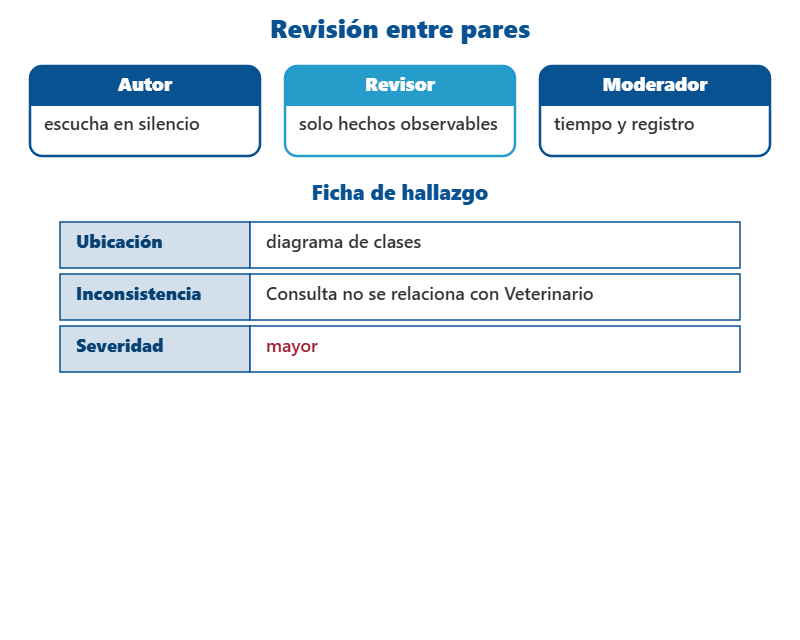 Revisión entre pares
Autor
escucha en silencio
Revisor
solo hechos observables
Moderador
tiempo y registro
Ficha de hallazgo
Ubicación
diagrama de clases
Inconsistencia
Consulta no se relaciona con Veterinario
Severidad
mayor